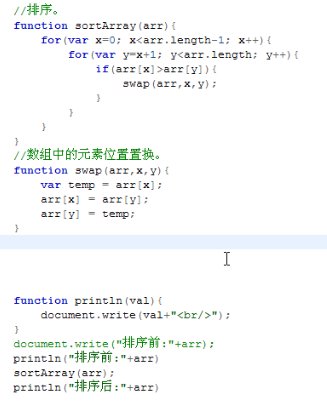 //排序。
function sortArray(arr){
for(var x=0; x<arr.length-1; x++){
for(var y=x+1; y<arr.length; y++){
if(arr[x]>arr[y]){
swap(arr,x,y);
}
}
}
}
//数组中的元素位置置换。
function swap(arr,x,y){
var temp = arr[x];
arr[x] = arr[y];
arr[y] = temp;
}
function println(val){
document.write(val+"<br/>");
}
document.write("排序前:"+arr);
println("排序前:"+arr)
sortArray(arr);
println("排序后:"+arr)